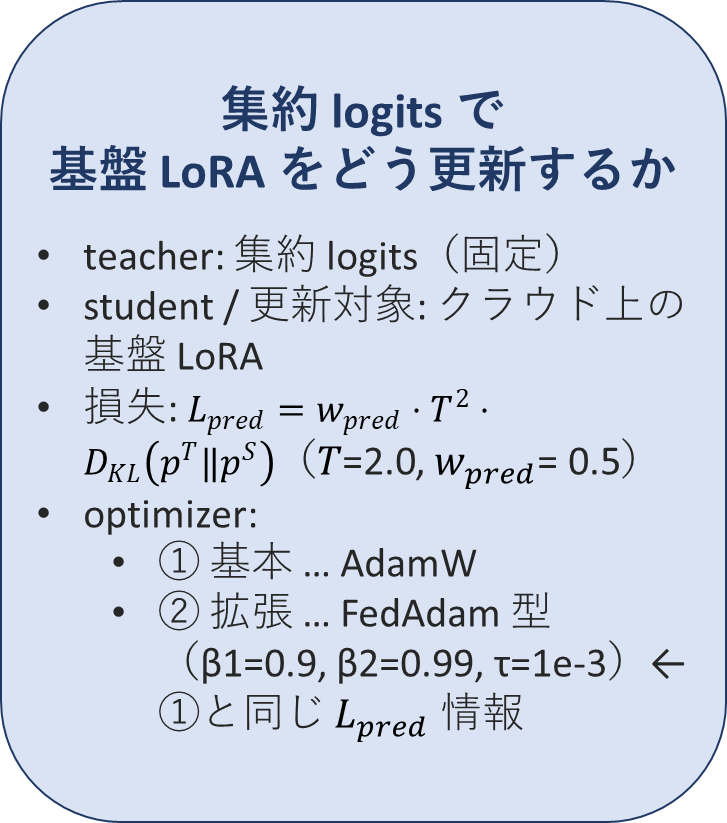 集約 logits で
基盤 LoRA をどう更新するか
• teacher: 集約 logits（固定）
• student / 更新対象: クラウド上の
基盤 LoRA
• 損失: L_{pred} = w_{pred} · T² ·
D_{KL}(p^T‖p^S)（T=2.0, w_{pred}= 0.5）
• optimizer:
• ① 基本 … AdamW
• ② 拡張 … FedAdam 型
（β1=0.9, β2=0.99, τ=1e-3）←
①と同じ L_{pred} 情報